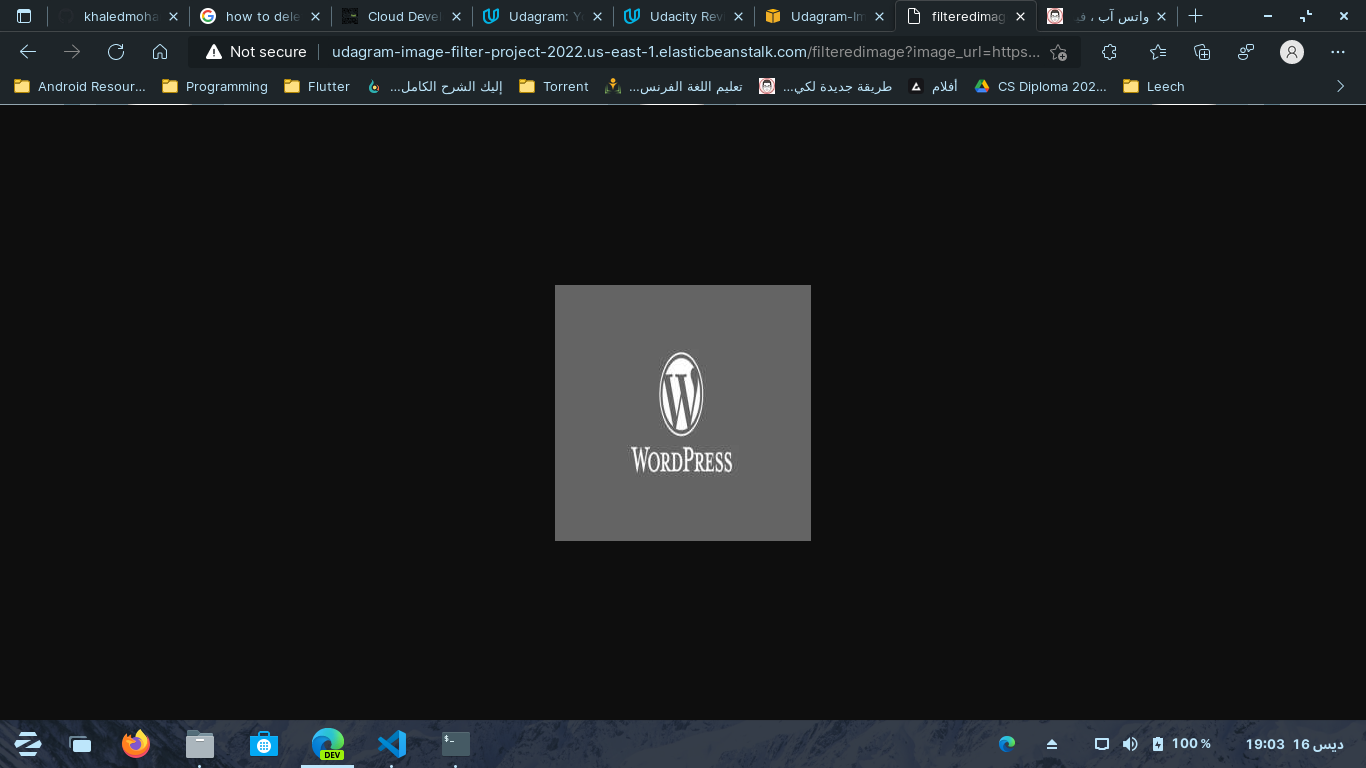 khaledmoha
how to dele
Cloud Devel
Udagram: Yo
Udacity Rev
Udagram-Im
filteredimag
واتس آب ، في
Not secure
udagram-image-filter-project-2022.us-east-1.elasticbeanstalk.com/filteredimage?image_url=https...
Android Resour...
Programming
Flutter
إليك الشرح الكامل...
Torrent
تعليم اللغة الفرنس...
طريقة جديدة لكي...
أفلام
CS Diploma 202...
Leech
W
WORDPRESS
DEV
$_
100 %
19:03 16 ديس